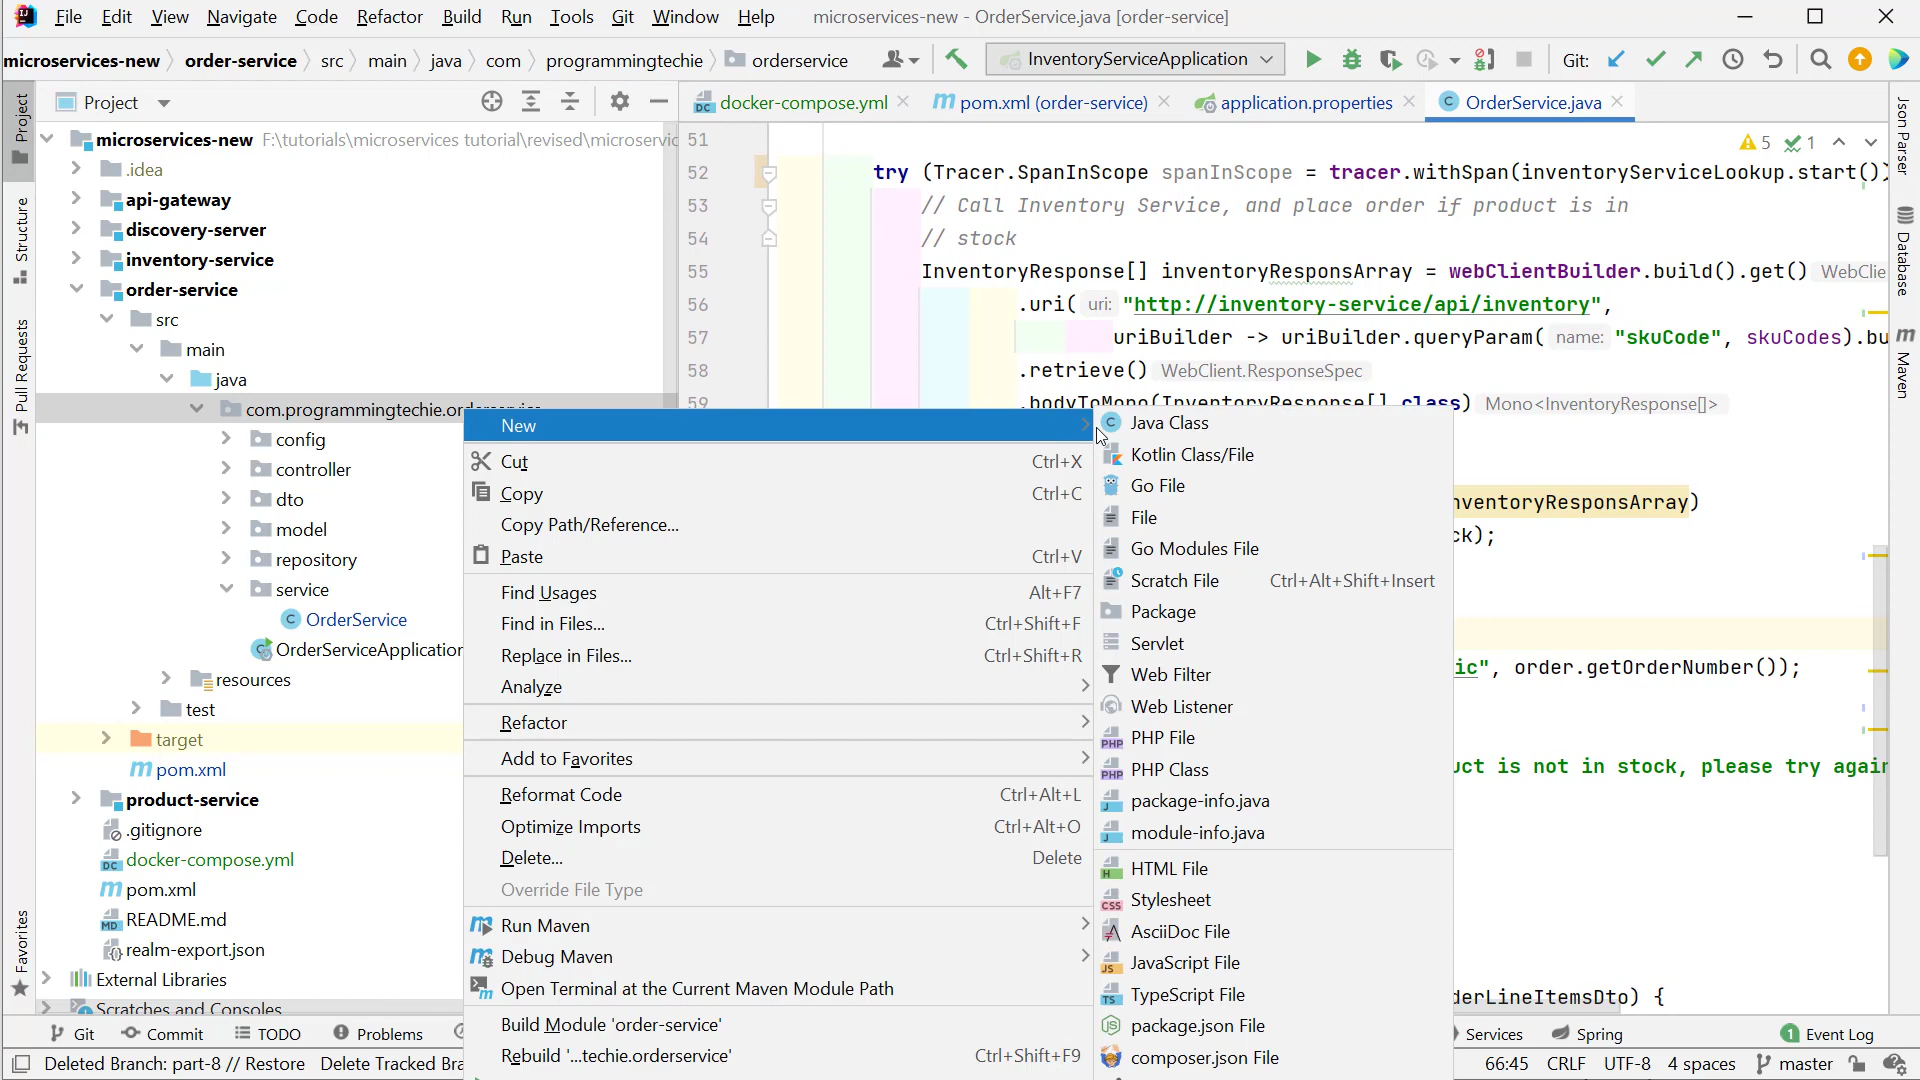 File Edit View Navigate Code Refactor Build Run Tools Git Window Help microservices-new - OrderService.java [order-service]
microservices-new order-service src main java com programmingtechie orderservice InventoryServiceApplication Git:
Project
docker-compose.yml pom.xml (order-service) application.properties OrderService.java
microservices-new F:\tutorials\microservices tutorial\revised\microservic
.idea
api-gateway
discovery-server
inventory-service
order-service
src
main
java
com.programmingtechie.orderservice
config
controller
dto
model
repository
service
OrderService
OrderServiceApplication
resources
test
target
pom.xml
product-service
.gitignore
docker-compose.yml
pom.xml
README.md
realm-export.json
External Libraries
Scratches and Consoles
Project
Structure
Pull Requests
Favorites
51
5 1
52 try (Tracer.SpanInScope spanInScope = tracer.withSpan(inventoryServiceLookup.start())
53 // Call Inventory Service, and place order if product is in
54 // stock
55 InventoryResponse[] inventoryResponsArray = webClientBuilder.build().get() WebClie
56 .uri( uri: "http://inventory-service/api/inventory",
57 uriBuilder -> uriBuilder.queryParam( name: "skuCode", skuCodes).bu
58 .retrieve() WebClient.ResponseSpec
59 .bodyToMono(InventoryResponse[].class) Mono<InventoryResponse[]>
nventoryResponsArray)
ck);
ic", order.getOrderNumber());
uct is not in stock, please try again
derLineItemsDto) {
New
Cut Ctrl+X
Copy Ctrl+C
Copy Path/Reference...
Paste Ctrl+V
Find Usages Alt+F7
Find in Files... Ctrl+Shift+F
Replace in Files... Ctrl+Shift+R
Analyze
Refactor
Add to Favorites
Reformat Code Ctrl+Alt+L
Optimize Imports Ctrl+Alt+O
Delete... Delete
Override File Type
Run Maven
Debug Maven
Open Terminal at the Current Maven Module Path
Build Module 'order-service'
Rebuild '...techie.orderservice' Ctrl+Shift+F9
Java Class
Kotlin Class/File
Go File
File
Go Modules File
Scratch File Ctrl+Alt+Shift+Insert
Package
Servlet
Web Filter
Web Listener
PHP File
PHP Class
package-info.java
module-info.java
HTML File
Stylesheet
AsciiDoc File
JavaScript File
TypeScript File
package.json File
composer.json File
Json Parser
Database
Maven
Git Commit TODO Problems Services Spring 1 Event Log
Deleted Branch: part-8 // Restore Delete Tracked Bra 66:45 CRLF UTF-8 4 spaces master